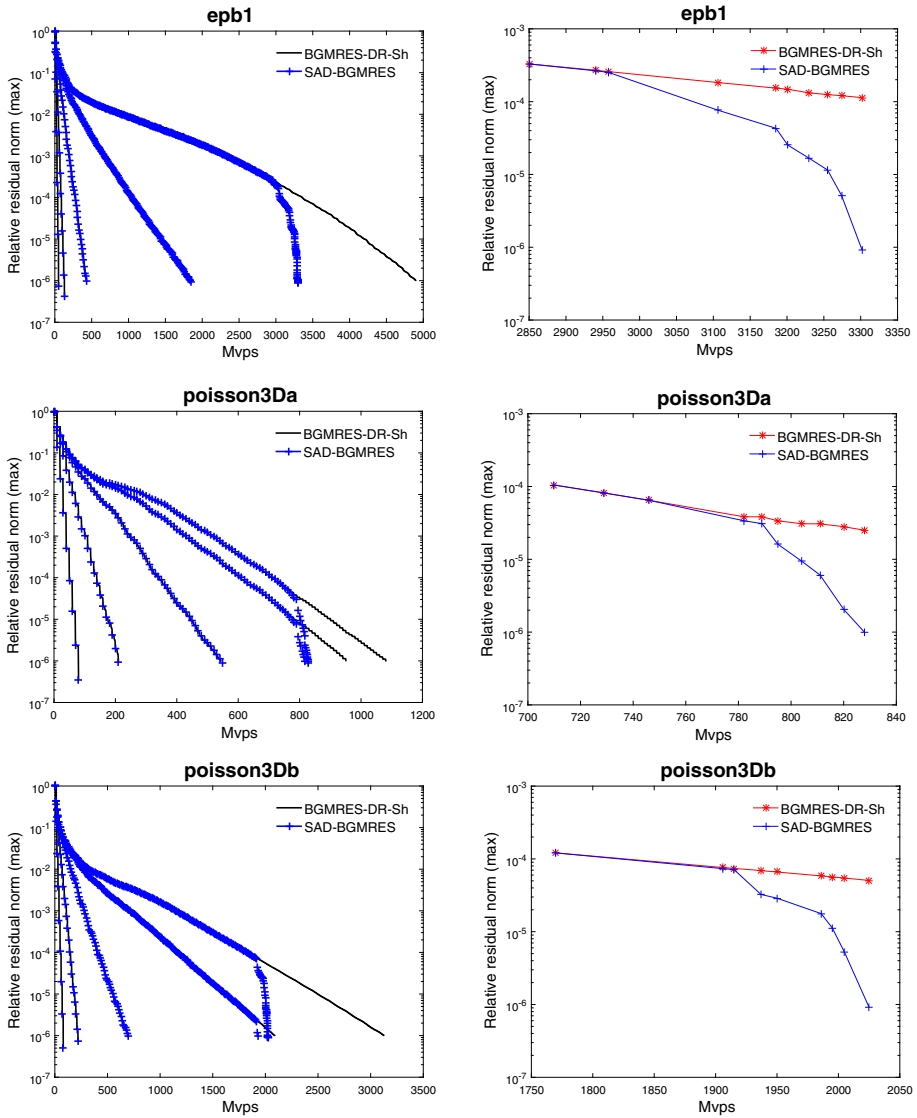 epb1
BGMRES-DR-Sh
SAD-BGMRES
Relative residual norm (max)
10^0
10^-1
10^-2
10^-3
10^-4
10^-5
10^-6
10^-7
0 500 1000 1500 2000 2500 3000 3500 4000 4500 5000
Mvps
epb1
BGMRES-DR-Sh
SAD-BGMRES
Relative residual norm (max)
10^-3
10^-4
10^-5
10^-6
10^-7
2850 2900 2950 3000 3050 3100 3150 3200 3250 3300 3350
Mvps
poisson3Da
BGMRES-DR-Sh
SAD-BGMRES
Relative residual norm (max)
10^0
10^-1
10^-2
10^-3
10^-4
10^-5
10^-6
10^-7
0 200 400 600 800 1000 1200
Mvps
poisson3Da
BGMRES-DR-Sh
SAD-BGMRES
Relative residual norm (max)
10^-3
10^-4
10^-5
10^-6
10^-7
700 720 740 760 780 800 820 840
Mvps
poisson3Db
BGMRES-DR-Sh
SAD-BGMRES
Relative residual norm (max)
10^0
10^-1
10^-2
10^-3
10^-4
10^-5
10^-6
10^-7
0 500 1000 1500 2000 2500 3000 3500
Mvps
poisson3Db
BGMRES-DR-Sh
SAD-BGMRES
Relative residual norm (max)
10^-3
10^-4
10^-5
10^-6
10^-7
1750 1800 1850 1900 1950 2000 2050
Mvps